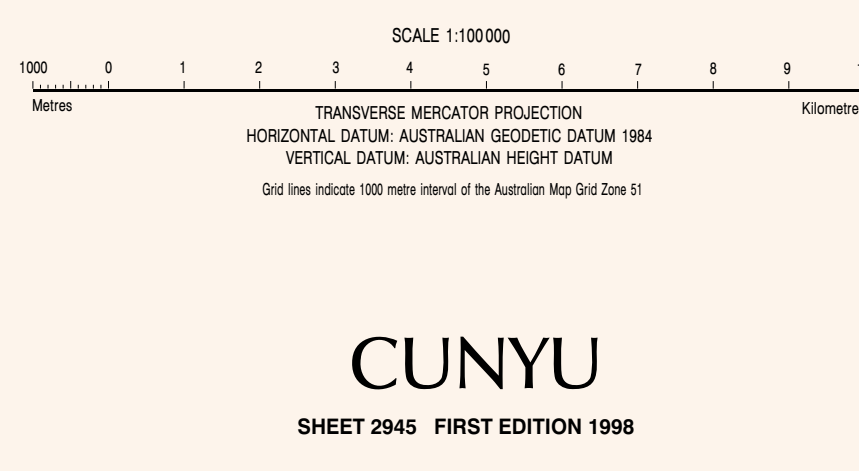 SCALE 1:100 000
1000 0 1 2 3 4 5 6 7 8 9
Metres
TRANSVERSE MERCATOR PROJECTION
HORIZONTAL DATUM: AUSTRALIAN GEODETIC DATUM 1984
VERTICAL DATUM: AUSTRALIAN HEIGHT DATUM
Grid lines indicate 1000 metre interval of the Australian Map Grid Zone 51
CUNYU
SHEET 2945 FIRST EDITION 1998